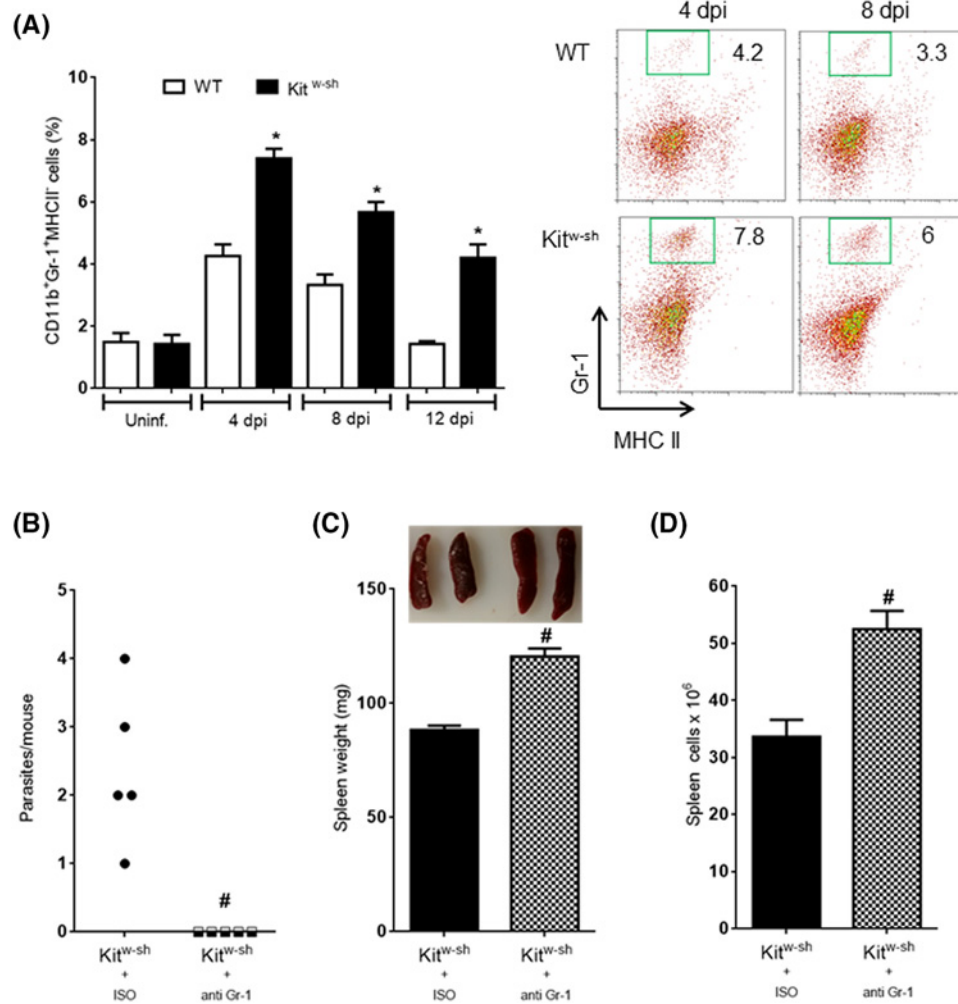 (A)
WT
Kit w-sh
CD11b+Gr-1+MHCII- cells (%)
10
8
6
4
2
0
*
*
*
Uninf.
4 dpi
8 dpi
12 dpi
4 dpi
8 dpi
WT
4.2
3.3
Kitw-sh
7.8
6
Gr-1
MHC II
(B)
Parasites/mouse
5
4
3
2
1
0
#
Kitw-sh
+
ISO
Kitw-sh
+
anti Gr-1
(C)
Spleen weight (mg)
150
100
50
0
#
Kitw-sh
+
ISO
Kitw-sh
+
anti Gr-1
(D)
Spleen cells x 10⁶
60
50
40
30
20
10
0
#
Kitw-sh
+
ISO
Kitw-sh
+
anti Gr-1